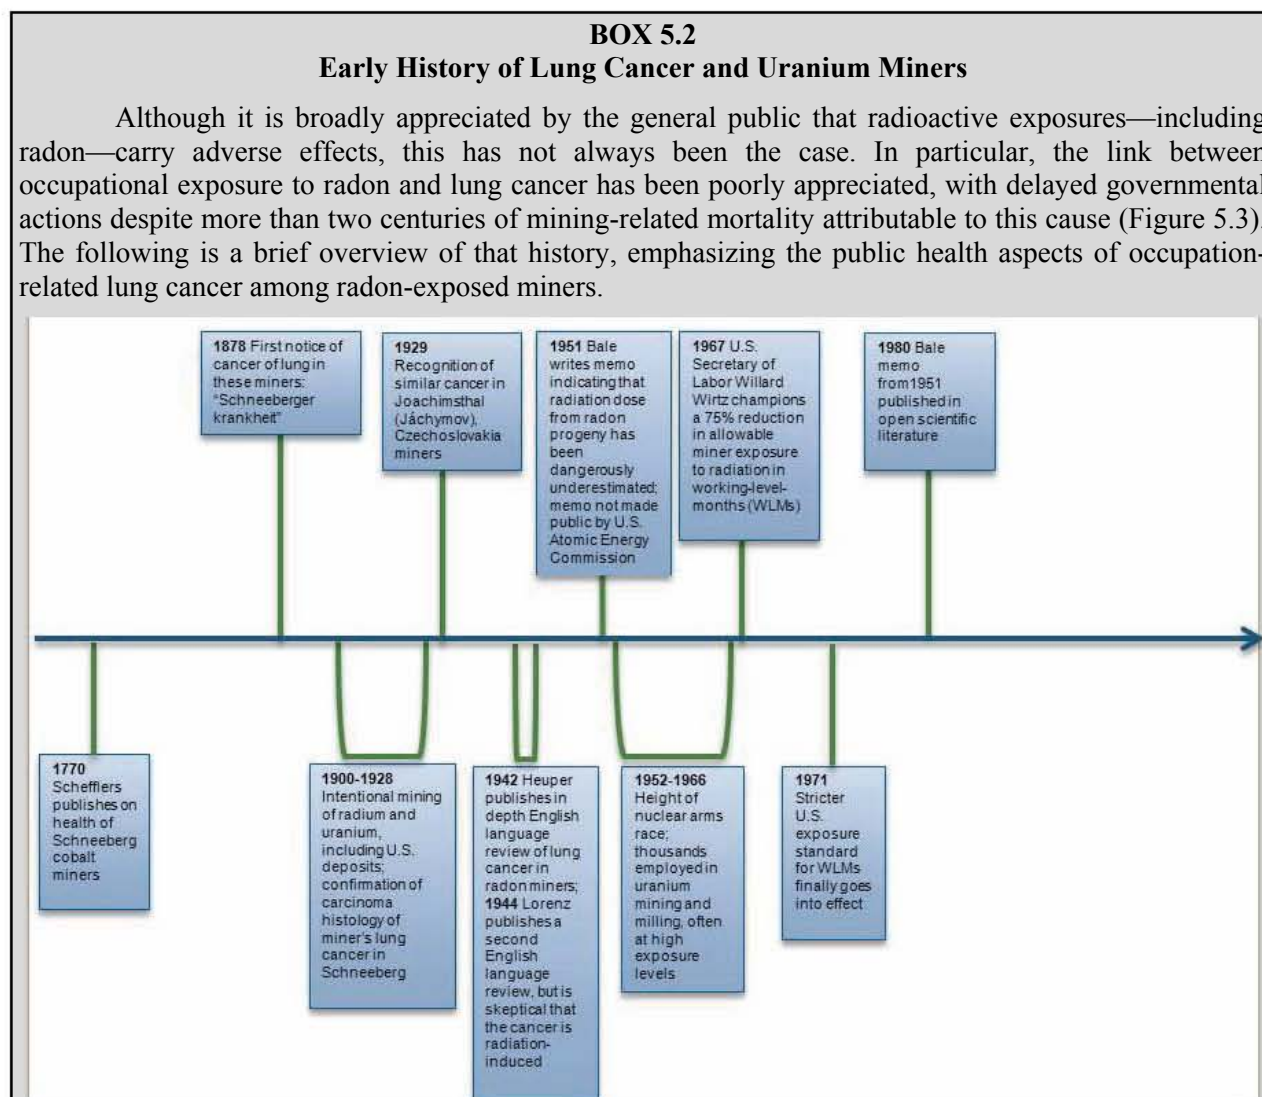 BOX 5.2
Early History of Lung Cancer and Uranium Miners
Although it is broadly appreciated by the general public that radioactive exposures—including
radon—carry adverse effects, this has not always been the case. In particular, the link between
occupational exposure to radon and lung cancer has been poorly appreciated, with delayed governmental
actions despite more than two centuries of mining-related mortality attributable to this cause (Figure 5.3).
The following is a brief overview of that history, emphasizing the public health aspects of occupation-
related lung cancer among radon-exposed miners.
1878 First notice of
cancer of lung in
these miners:
"Schneeberger
krankheit"
1929
Recognition of
similar cancer in
Joachimsthal
(Jáchymov),
Czechoslovakia
miners
1951 Bale
writes memo
indicating that
radiation dose
from radon
progeny has
been
dangerously
underestimated;
memo not made
public by U.S.
Atomic Energy
Commission
1967 U.S.
Secretary of
Labor Willard
Wirtz champions
a 75% reduction
in allowable
miner exposure
to radiation in
working-level-
months (WLMs)
1980 Bale
memo
from 1951
published in
open scientific
literature
1770
Schefflers
publishes on
health of
Schneeberg
cobalt
miners
1900-1928
Intentional mining
of radium and
uranium,
including U.S.
deposits;
confirmation of
carcinoma
histology of
miner's lung
cancer in
Schneeberg
1942 Heuper
publishes in
depth English
language
review of lung
cancer in
radon miners;
1944 Lorenz
publishes a
second
English
language
review, but is
skeptical that
the cancer is
radiation-
induced
1952-1966
Height of
nuclear arms
race;
thousands
employed in
uranium
mining and
milling, often
at high
exposure
levels
1971
Stricter
U.S.
exposure
standard
for WLMs
finally goes
into effect